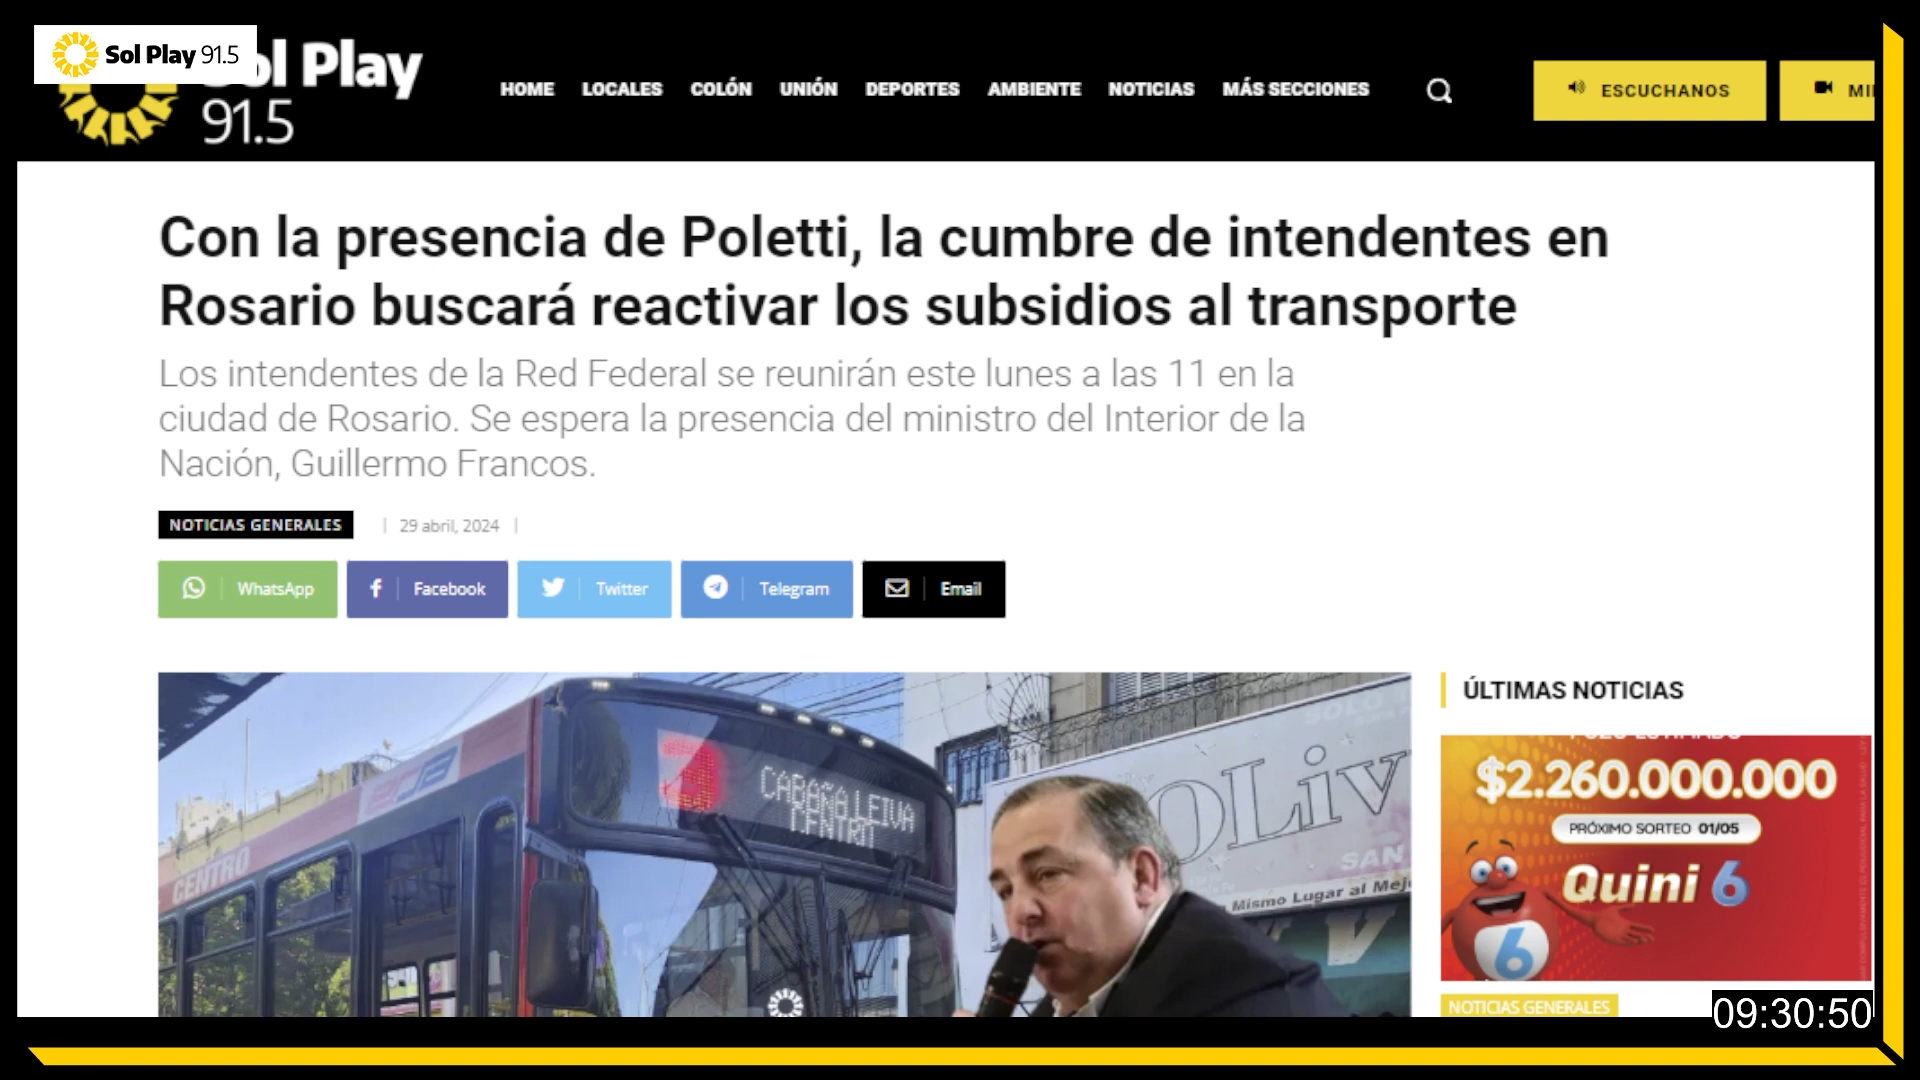 Sol Play 91.5
Sol Play
91.5
HOME LOCALES COLÓN UNIÓN DEPORTES AMBIENTE NOTICIAS MÁS SECCIONES
ESCUCHANOS
Con la presencia de Poletti, la cumbre de intendentes en
Rosario buscará reactivar los subsidios al transporte
Los intendentes de la Red Federal se reunirán este lunes a las 11 en la
ciudad de Rosario. Se espera la presencia del ministro del Interior de la
Nación, Guillermo Francos.
NOTICIAS GENERALES | 29 abril, 2024 |
WhatsApp Facebook Twitter Telegram Email
CENTRO
3 CABAÑA LEIVA
CENTRO
OLiv
SAN
Mismo Lugar al Mej
ÚLTIMAS NOTICIAS
$2.260.000.000
PRÓXIMO SORTEO 01/05
Quini 6
6
NOTICIAS GENERALES
09:30:50